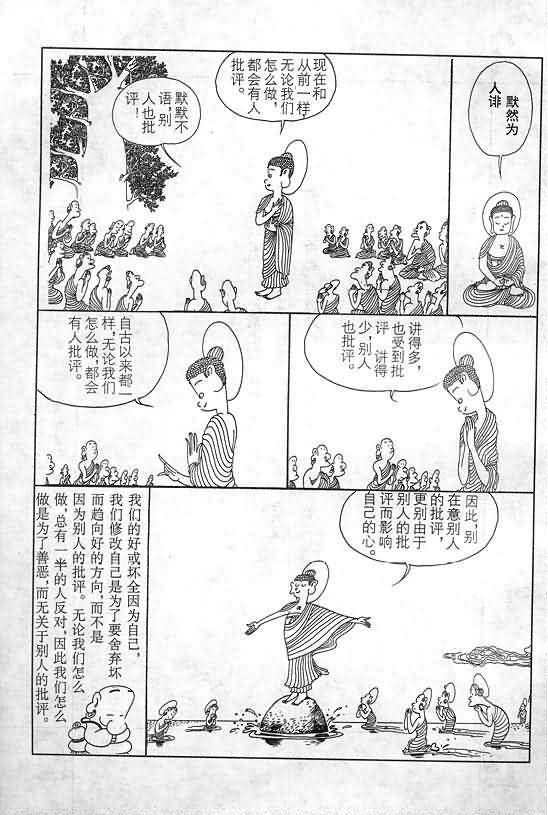 默然为
人诽
现在和
从前一样
无论我们
怎么做，
都会有人
批评。
默默不
语，别
人也批
评！
讲得多，
也受到批
评，讲得
少，别人
也批评。
自古以来都一
样，无论我们
怎么做，都会
有人批评。
因此，别
在意别人
的批评，
更别由于
别人的批
评而影响
自己的心。
我们的好或坏全因为自己，
我们修改自己是为了要舍弃坏
而趋向好的方向，而不是
因为别人的批评。无论我们怎么
做，总有一半的人反对，因此我们怎么
做是为了善恶，而无关于别人的批评。